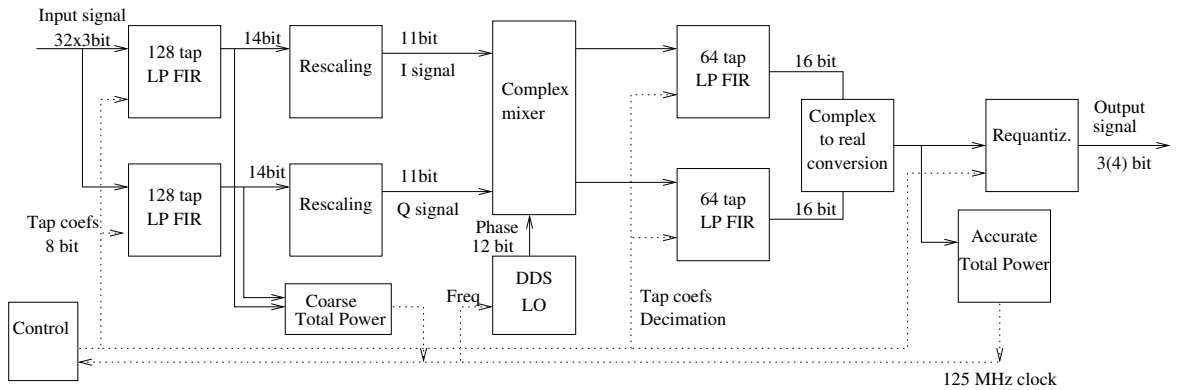 Input signal
32x3bit
128 tap
LP FIR
14bit
Rescaling
11bit
I signal
Complex
mixer
64 tap
LP FIR
16 bit
Complex
to real
conversion
Requantiz.
Output
signal
3(4) bit
128 tap
LP FIR
14bit
Rescaling
11bit
Q signal
64 tap
LP FIR
16 bit
Tap coefs
8 bit
Phase
12 bit
Accurate
Total Power
DDS
LO
Freq
Coarse
Total Power
Tap coefs
Decimation
Control
125 MHz clock